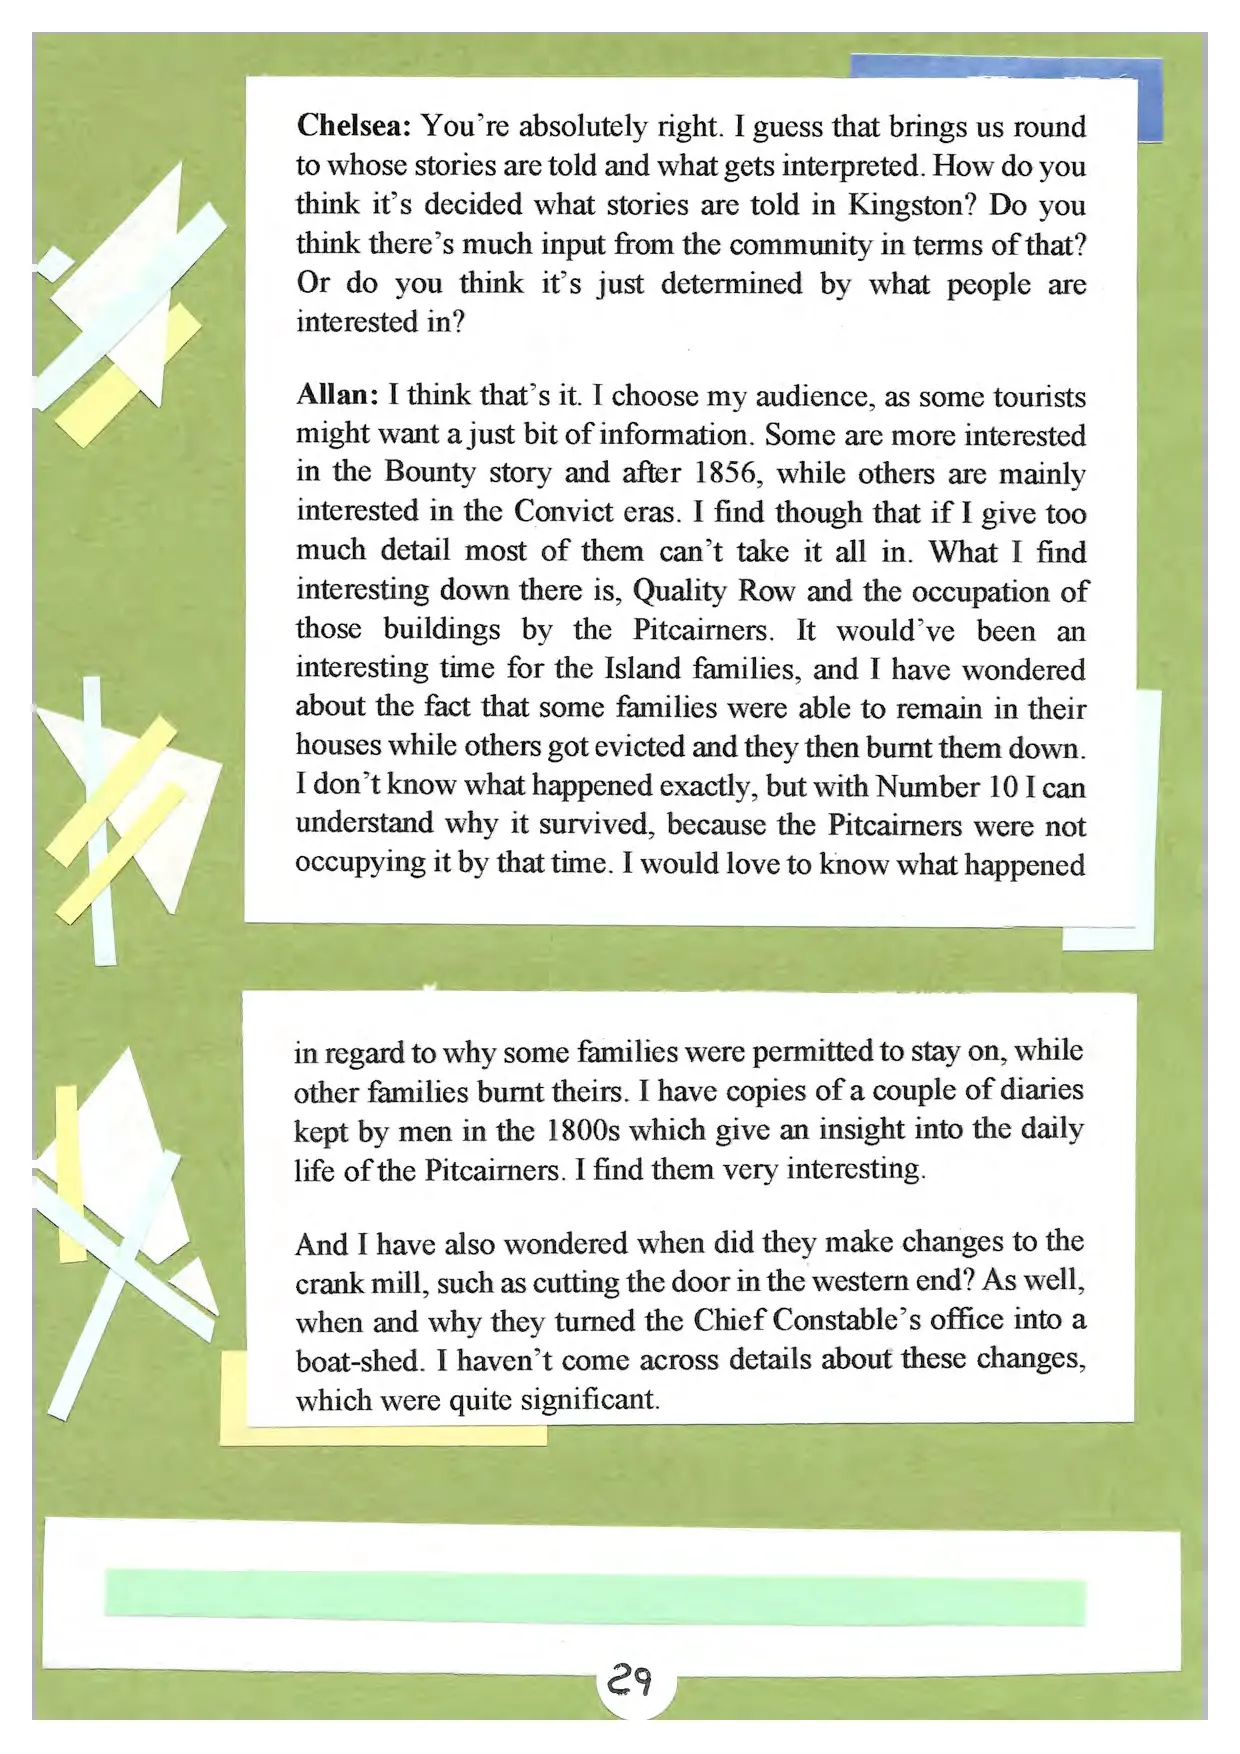 Chelsea: You're absolutely right. I guess that brings us round
to whose stories are told and what gets interpreted. How do you
think it's decided what stories are told in Kingston? Do you
think there's much input from the community in terms of that?
Or do you think it's just determined by what people are
interested in?
Allan: I think that's it. I choose my audience, as some tourists
might want a just bit of information. Some are more interested
in the Bounty story and after 1856, while others are mainly
interested in the Convict eras. I find though that if I give too
much detail most of them can't take it all in. What I find
interesting down there is, Quality Row and the occupation of
those buildings by the Pitcairners. It would've been an
interesting time for the Island families, and I have wondered
about the fact that some families were able to remain in their
houses while others got evicted and they then burnt them down.
I don't know what happened exactly, but with Number 10 I can
understand why it survived, because the Pitcairners were not
occupying it by that time. I would love to know what happened
in regard to why some families were permitted to stay on, while
other families burnt theirs. I have copies of a couple of diaries
kept by men in the 1800s which give an insight into the daily
life of the Pitcairners. I find them very interesting.
And I have also wondered when did they make changes to the
crank mill, such as cutting the door in the western end? As well,
when and why they turned the Chief Constable's office into a
boat-shed. I haven't come across details about these changes,
which were quite significant.
29